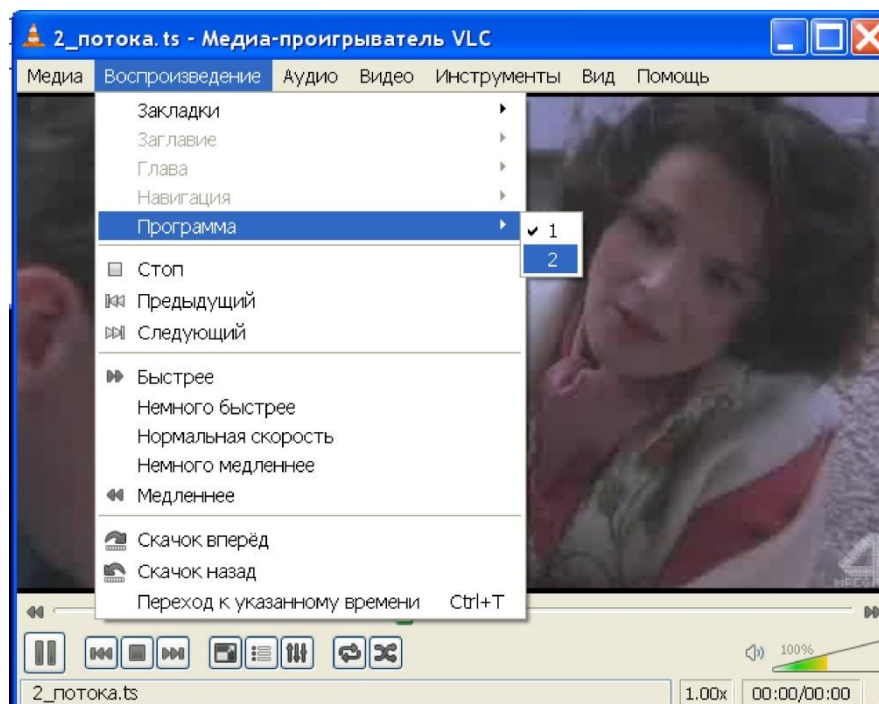 2_потока.ts - Медиа-проигрыватель VLC
Медиа Воспроизведение Аудио Видео Инструменты Вид Помощь
Закладки
Заглавие
Глава
Навигация
Программа
1
2
Стоп
Предыдущий
Следующий
Быстрее
Немного быстрее
Нормальная скорость
Немного медленнее
Медленнее
Скачок вперёд
Скачок назад
Переход к указанному времени Ctrl+T
4
100%
2_потока.ts 1.00x 00:00/00:00